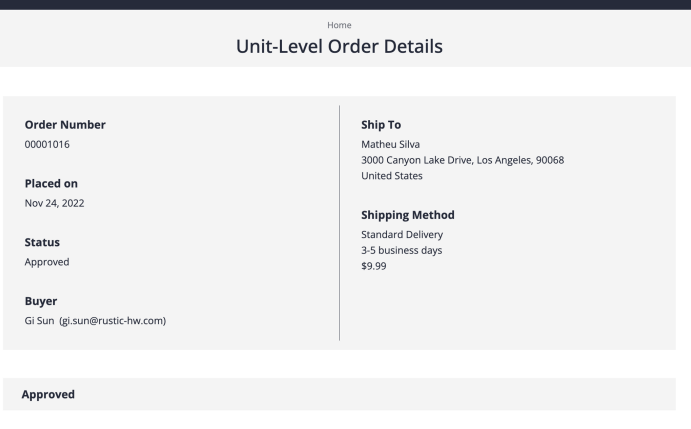 Home
Unit-Level Order Details
Order Number
00001016
Placed on
Nov 24, 2022
Status
Approved
Buyer
Gi Sun (gi.sun@rustic-hw.com)
Ship To
Matheu Silva
3000 Canyon Lake Drive, Los Angeles, 90068
United States
Shipping Method
Standard Delivery
3-5 business days
$9.99
Approved